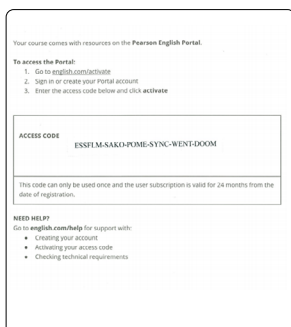 Your course comes with resources on the Pearson English Portal.
To access the Portal:
1. Go to english.com/activate
2. Sign in or create your Portal account
3. Enter the access code below and click activate
ACCESS CODE
ESSFLM-SAKO-POME-SYNC-WENT-DOOM
This code can only be used once and the user subscription is valid for 24 months from the
date of registration.
NEED HELP?
Go to english.com/help for support with:
• Creating your account
• Activating your access code
• Checking technical requirements